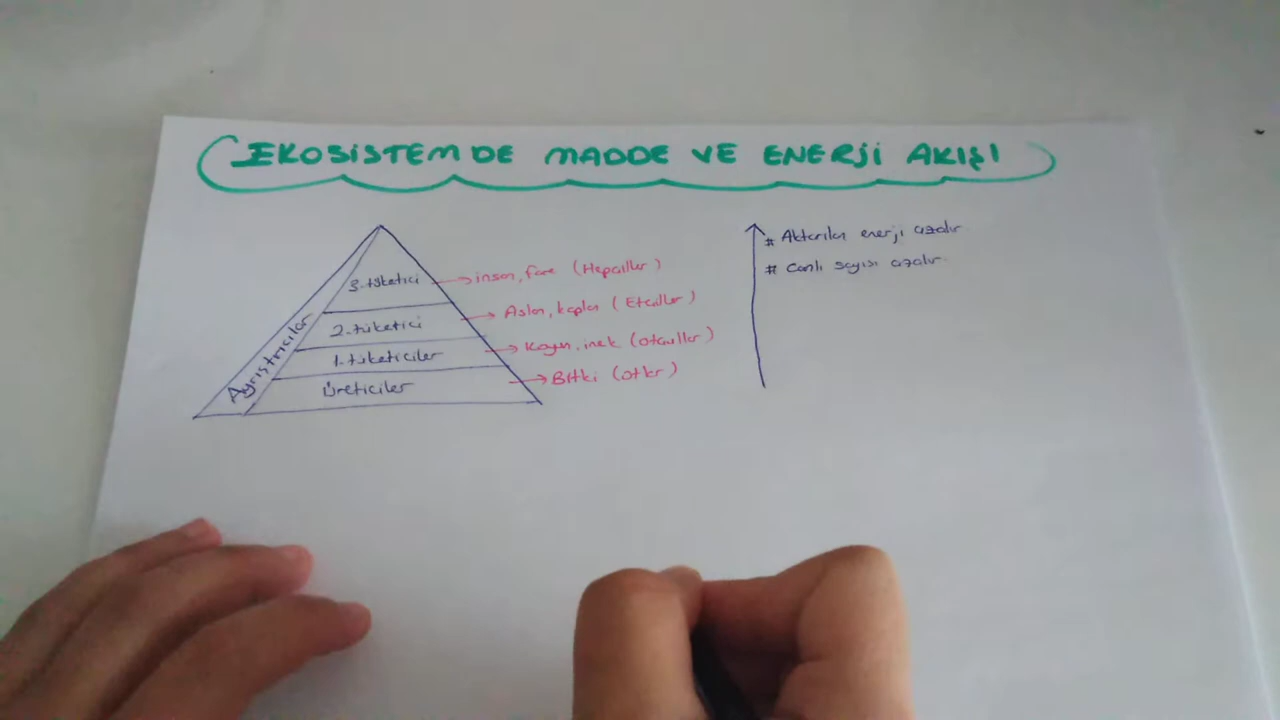 EKOSİSTEMDE MADDE VE ENERJİ AKIŞI
3.tüketici
2.tüketici
1.tüketiciler
Üreticiler
Ayrıştırıcılar
insan, fare (Hepçiller)
Aslan, kaplan (Etçiller)
Koyun, inek (otçullar)
Bitki (otlar)
# Aktarılan enerji azalır
# Canlı sayısı azalır